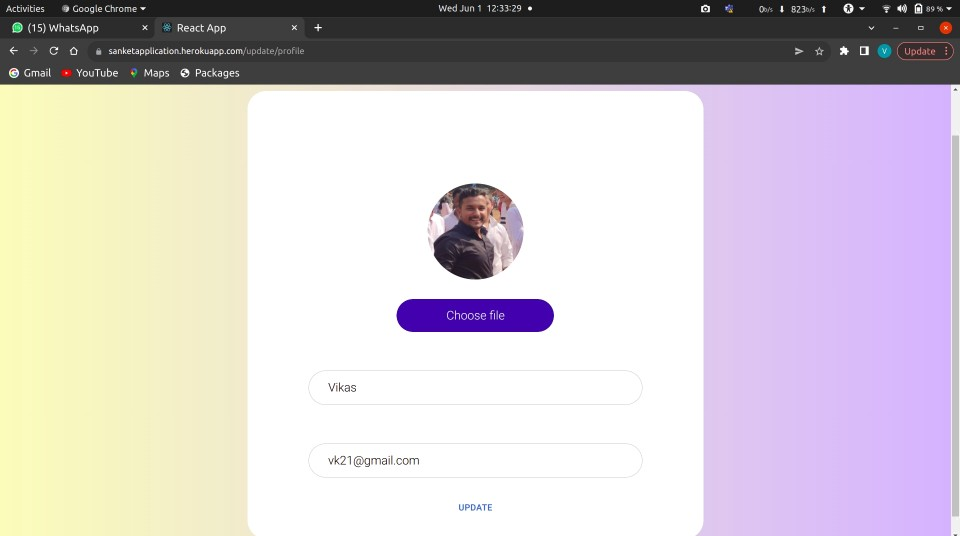 Activities Google Chrome Wed Jun 1 12:33:29 0b/s 823b/s 89 %
(15) WhatsApp React App
sanketapplication.herokuapp.com/update/profile V Update
Gmail YouTube Maps Packages
Choose file
Vikas
vk21@gmail.com
UPDATE